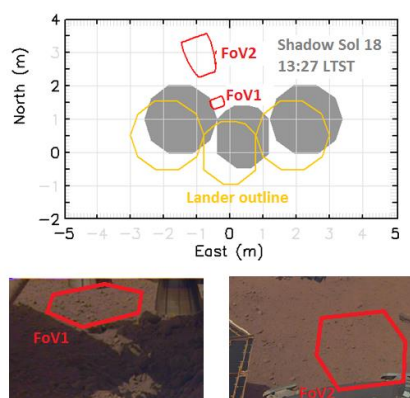 4
3
2
1
0
−1
−2
North (m)
FoV2
FoV1
Shadow Sol 18
13:27 LTST
Lander outline
−5 −4 −3 −2 −1 0 1 2 3 4 5
East (m)
FoV1
FoV2